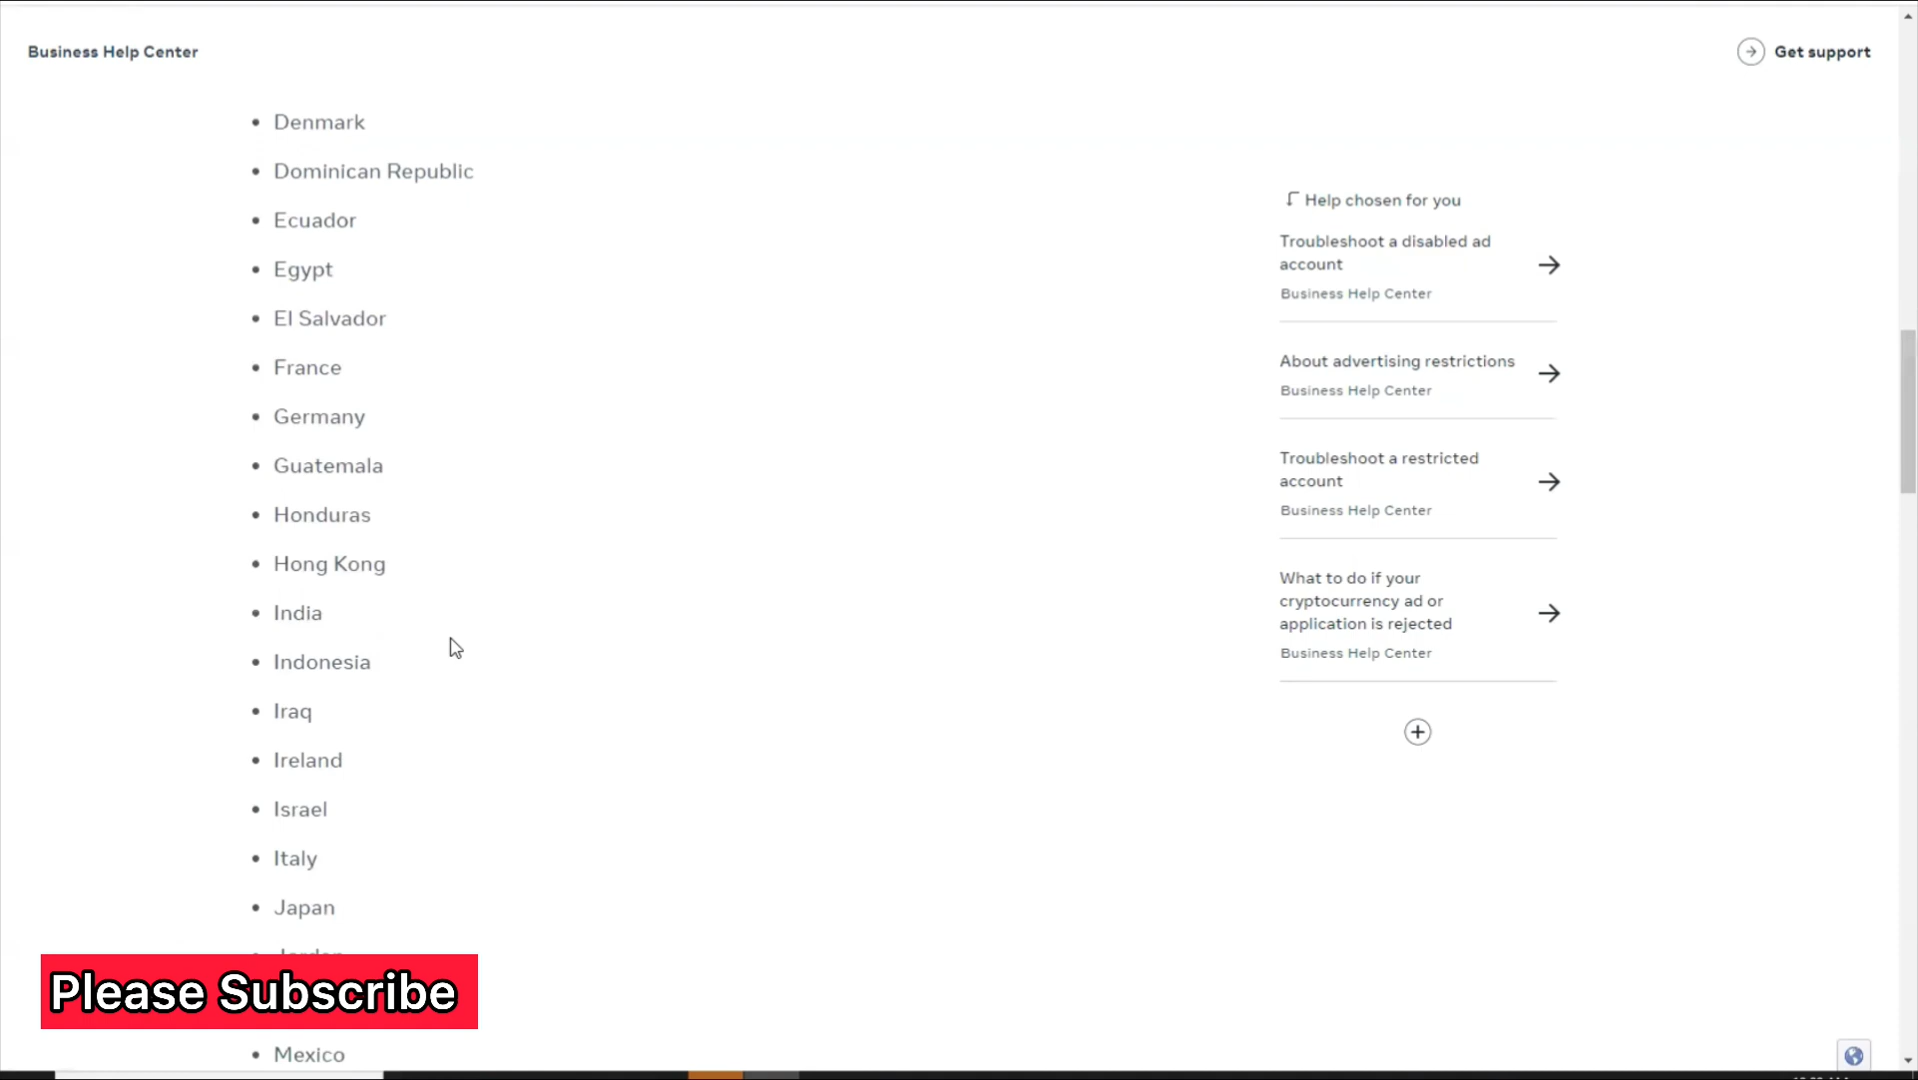 Business Help Center
Get support
• Denmark
• Dominican Republic
• Ecuador
• Egypt
• El Salvador
• France
• Germany
• Guatemala
• Honduras
• Hong Kong
• India
• Indonesia
• Iraq
• Ireland
• Israel
• Italy
• Japan
Please Subscribe
• Mexico
Help chosen for you
Troubleshoot a disabled ad
account
Business Help Center
About advertising restrictions
Business Help Center
Troubleshoot a restricted
account
Business Help Center
What to do if your
cryptocurrency ad or
application is rejected
Business Help Center